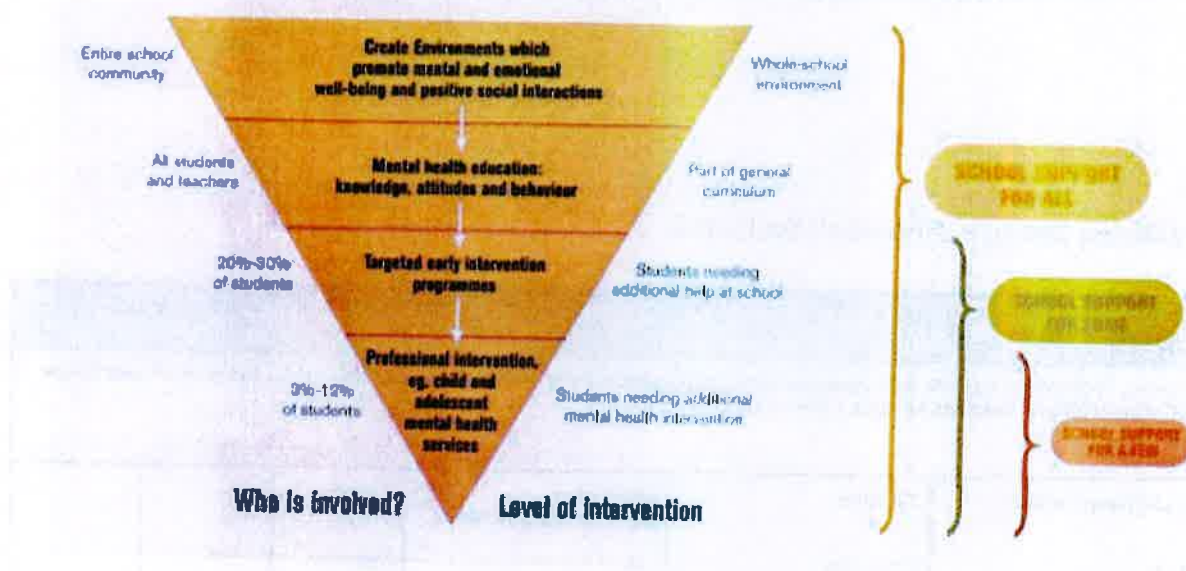 Entire school
community
Create Environments which
promote mental and emotional
well-being and positive social interactions
Whole-school
environment
All students
and teachers
Mental health education:
knowledge, attitudes and behaviour
Part of general
curriculum
SCHOOL SUPPORT
FOR ALL
20%-30%
of students
Targeted early intervention
programmes
Students needing
additional help at school
SCHOOL SUPPORT
FOR SOME
3%-12%
of students
Professional intervention,
eg. child and
adolescent
mental health
services
Students needing additional
mental health intervention
SCHOOL SUPPORT
FOR A FEW
Who is involved?
Level of intervention